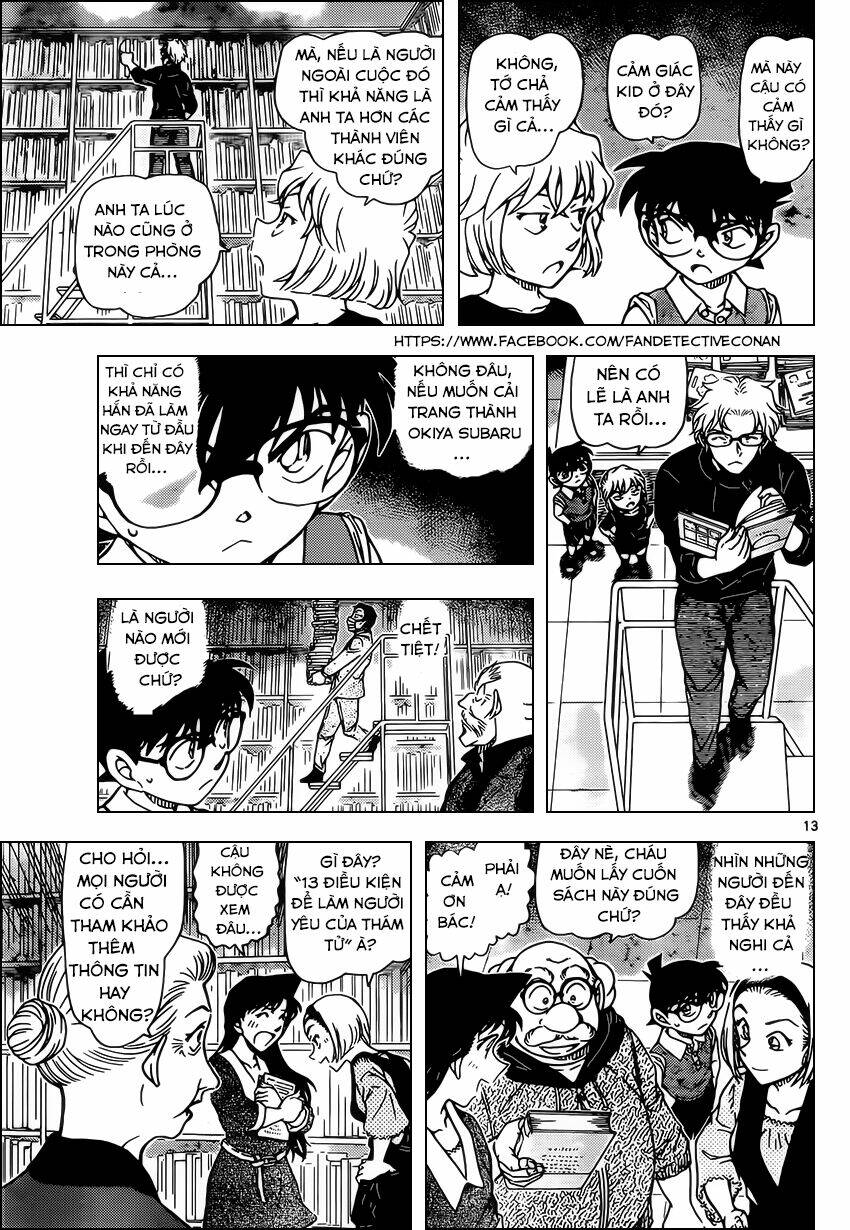 MÀ NÀY
CẬU CÓ
CẢM
THẤY GÌ
KHÔNG?
CẢM GIÁC
KID Ở ĐÂY
ĐÓ?
KHÔNG,
TỚ CHẢ
CẢM THẤY
GÌ CẢ...
MÀ, NẾU LÀ NGƯỜI
NGOÀI CUỘC ĐÓ
THÌ KHẢ NĂNG LÀ
ANH TA HƠN CÁC
THÀNH VIÊN
KHÁC ĐÚNG
CHỨ?
ANH TA LÚC
NÀO CŨNG Ở
TRONG PHÒNG
NÀY CẢ...
HTTPS://WWW.FACEBOOK.COM/FANDETECTIVECONAN
NÊN CÓ
LẼ LÀ ANH
TA RỒI...
KHÔNG ĐÂU,
NẾU MUỐN CẢI
TRANG THÀNH
OKIYA SUBARU
...
THÌ CHỈ CÓ
KHẢ NĂNG
HẮN ĐÃ LÀM
NGAY TỪ ĐẦU
KHI ĐẾN ĐÂY
RỒI...
CHẾT
TIỆT!
LÀ NGƯỜI
NÀO MỚI
ĐƯỢC
CHỨ?
13
NHÌN NHỮNG
NGƯỜI ĐẾN
ĐÂY ĐỀU
THẤY KHẢ
NGHI CẢ
...
ĐÂY NÈ, CHÁU
MUỐN LẤY CUỐN
SÁCH NÀY ĐÚNG
CHỨ?
PHẢI
Ạ!
CẢM
ƠN
BÁC!
GÌ ĐÂY?
"13 ĐIỀU KIỆN
ĐỂ LÀM NGƯỜI
YÊU CỦA THÁM
TỬ" À?
CẬU
KHÔNG
ĐƯỢC
XEM
ĐÂU...
CHO HỎI...
MỌI NGƯỜI
CÓ CẦN
THAM KHẢO
THÊM
THÔNG TIN
HAY
KHÔNG?